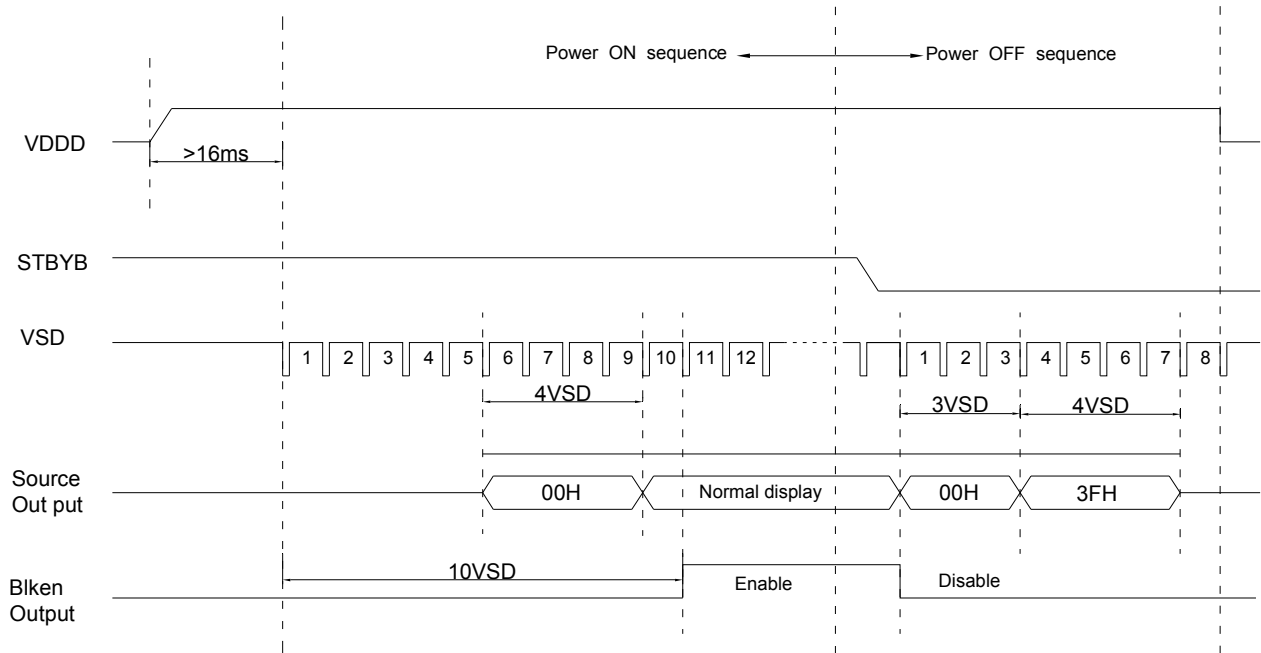 Power ON sequence
Power OFF sequence
VDDD
>16ms
STBYB
VSD
1 2 3 4 5 6 7 8 9 10 11 12 1 2 3 4 5 6 7 8
4VSD
3VSD
4VSD
Source
Out put
00H
Normal display
00H
3FH
10VSD
Blken
Output
Enable
Disable